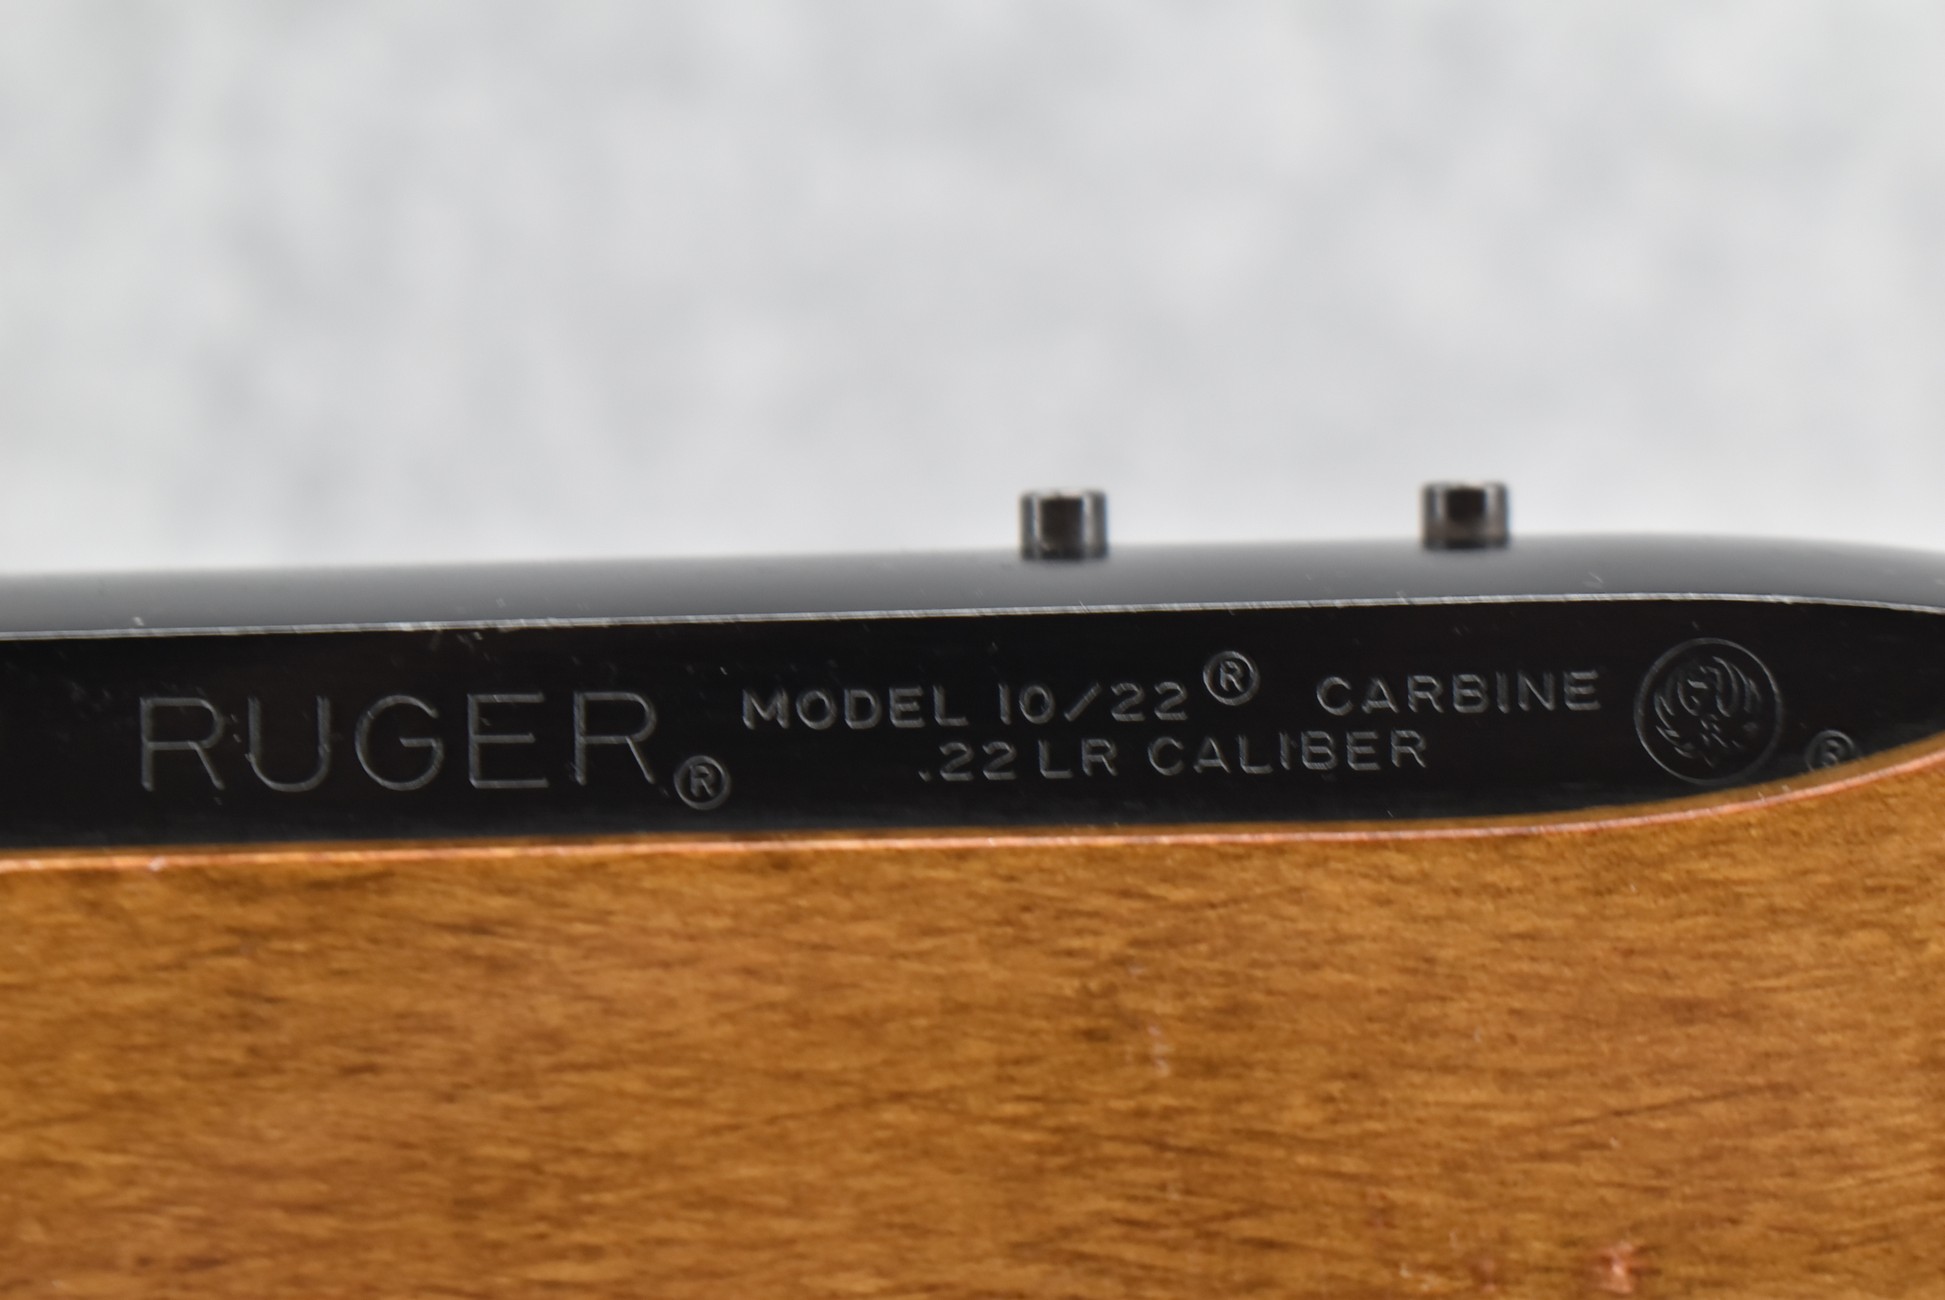 RUGER® MODEL 10/22® CARBINE
.22 LR CALIBER
®